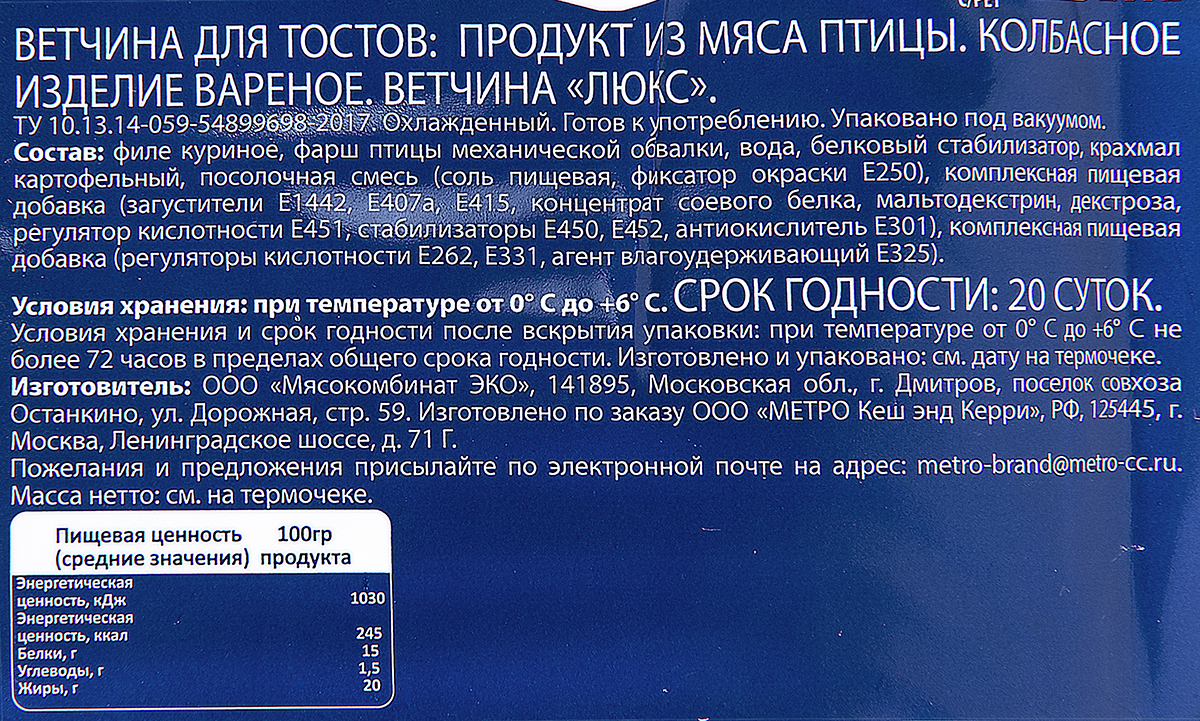 С/РЕТ
ВЕТЧИНА ДЛЯ ТОСТОВ: ПРОДУКТ ИЗ МЯСА ПТИЦЫ. КОЛБАСНОЕ
ИЗДЕЛИЕ ВАРЕНОЕ. ВЕТЧИНА «ЛЮКС».
ТУ 10.13.14-059-54899698-2017. Охлажденный. Готов к употреблению. Упаковано под вакуумом.
Состав: филе куриное, фарш птицы механической обвалки, вода, белковый стабилизатор, крахмал
картофельный, посолочная смесь (соль пищевая, фиксатор окраски Е250), комплексная пищевая
добавка (загустители Е1442, Е407а, Е415, концентрат соевого белка, мальтодекстрин, декстроза,
регулятор кислотности Е451, стабилизаторы Е450, Е452, антиокислитель Е301), комплексная пищевая
добавка (регуляторы кислотности Е262, Е331, агент влагоудерживающий Е325).
Условия хранения: при температуре от 0° С до +6° С. СРОК ГОДНОСТИ: 20 СУТОК.
Условия хранения и срок годности после вскрытия упаковки: при температуре от 0° С до +6° С не
более 72 часов в пределах общего срока годности. Изготовлено и упаковано: см. дату на термочеке.
Изготовитель: ООО «Мясокомбинат ЭКО», 141895, Московская обл., г. Дмитров, поселок совхоза
Останкино, ул. Дорожная, стр. 59. Изготовлено по заказу ООО «МЕТРО Кеш энд Керри», РФ, 125445, г.
Москва, Ленинградское шоссе, д. 71 Г.
Пожелания и предложения присылайте по электронной почте на адрес: metro-brand@metro-cc.ru.
Масса нетто: см. на термочеке.
Пищевая ценность 100гр
(средние значения) продукта
Энергетическая
ценность, кДж 1030
Энергетическая
ценность, ккал 245
Белки, г 15
Углеводы, г 1,5
Жиры, г 20